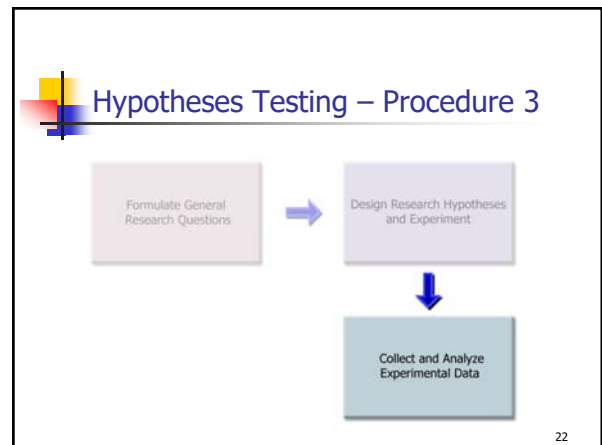 Hypotheses Testing – Procedure 3
Formulate General
Research Questions
Design Research Hypotheses
and Experiment
Collect and Analyze
Experimental Data
22